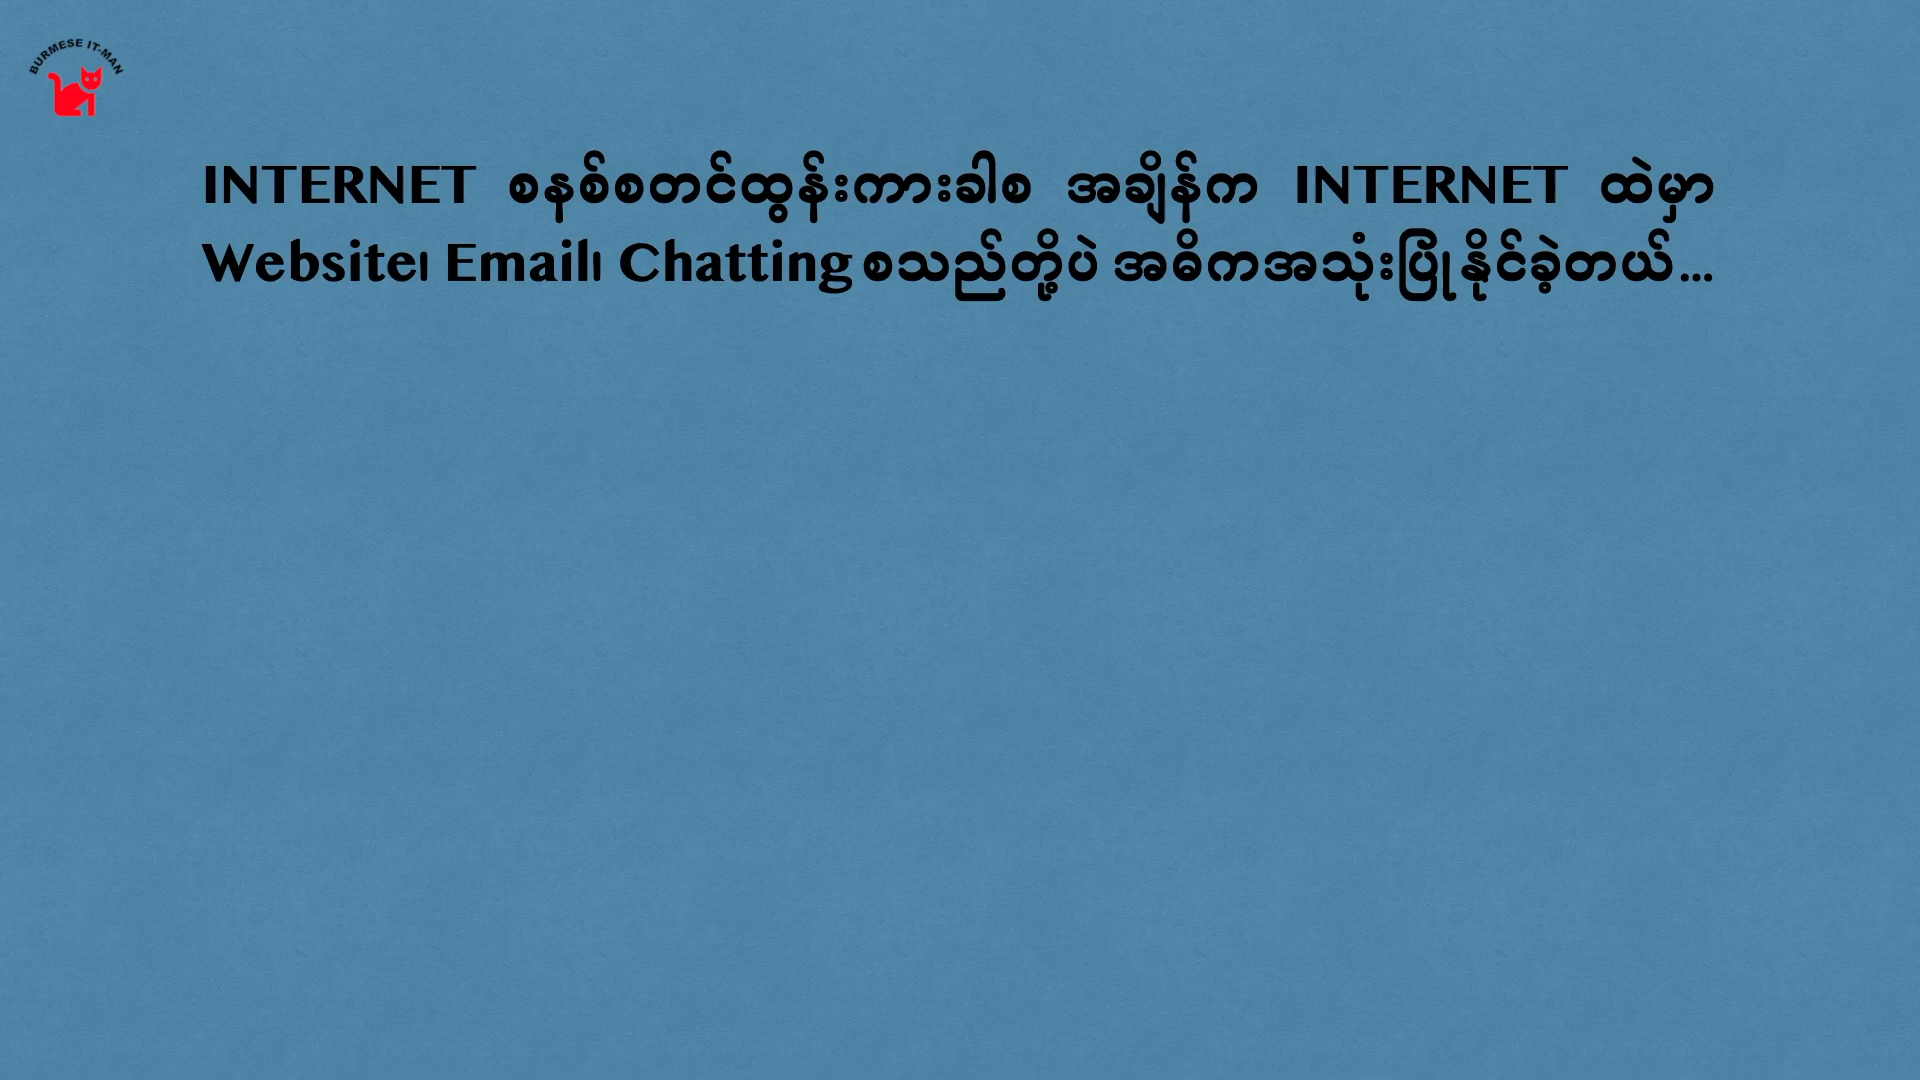 BURMESE IT-MAN
INTERNET စနစ်စတင်ထွန်းကားခါစ အချိန်က INTERNET ထဲမှာ
Website၊ Email၊ Chatting စသည်တို့ပဲ အဓိကအသုံးပြုနိုင်ခဲ့တယ်...